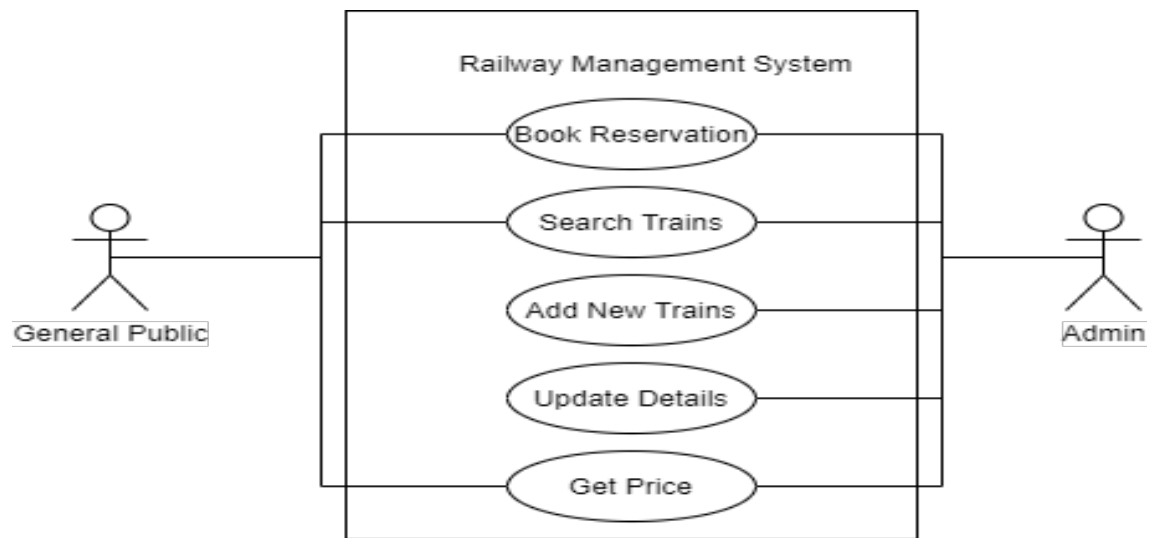 Railway Management System
Book Reservation
Search Trains
Add New Trains
Update Details
Get Price
General Public
Admin